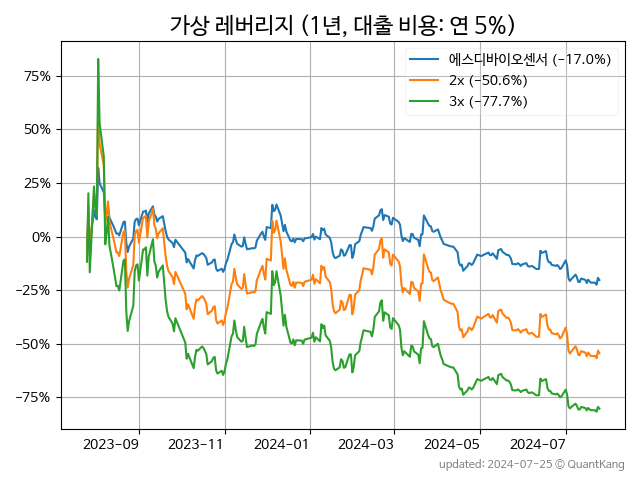 가상 레버리지 (1년, 대출 비용: 연 5%)
에스디바이오센서 (−17.0%)
2x (−50.6%)
3x (−77.7%)
75%
50%
25%
0%
−25%
−50%
−75%
2023-09
2023-11
2024-01
2024-03
2024-05
2024-07
updated: 2024-07-25 © QuantKang